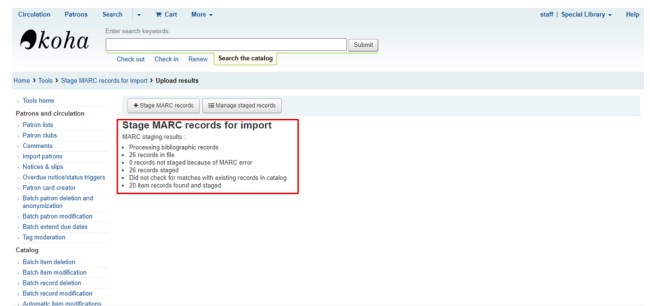 Circulation Patrons Search Cart More staff | Special Library Help
koha
Enter search keywords:
Submit
Check out Check in Renew Search the catalog
Home › Tools › Stage MARC records for import › Upload results
Tools home
+ Stage MARC records Manage staged records
Patrons and circulation
Patron lists
Patron clubs
Comments
Import patrons
Notices & slips
Overdue notice/status triggers
Patron card creator
Batch patron deletion and
anonymization
Batch patron modification
Batch extend due dates
Tag moderation
Catalog
Batch item deletion
Batch item modification
Batch record deletion
Batch record modification
Automatic item modifications
Stage MARC records for import
MARC staging results :
Processing bibliographic records
26 records in file
0 records not staged because of MARC error
26 records staged
Did not check for matches with existing records in catalog
20 item records found and staged